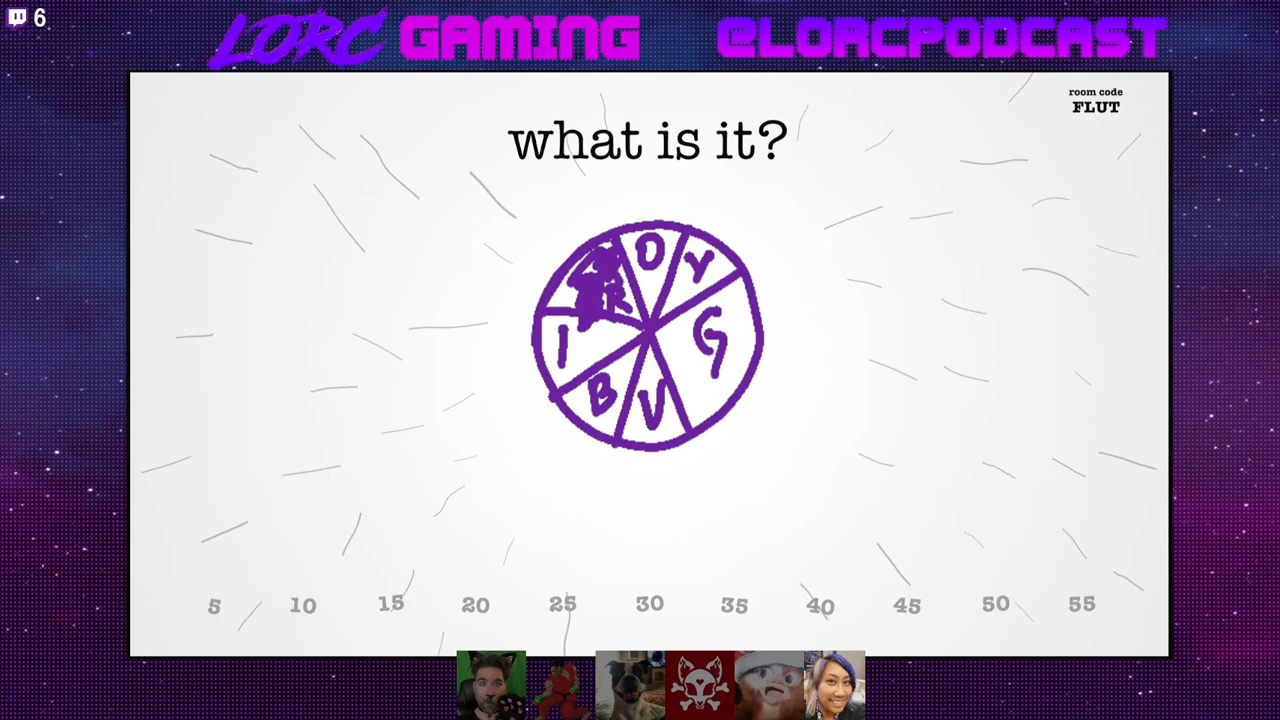 6
LORC GAMING @LORCPODCAST
room code
FLUT
what is it?
O Y
R
I G
B V
5 10 15 20 25 30 35 40 45 50 55